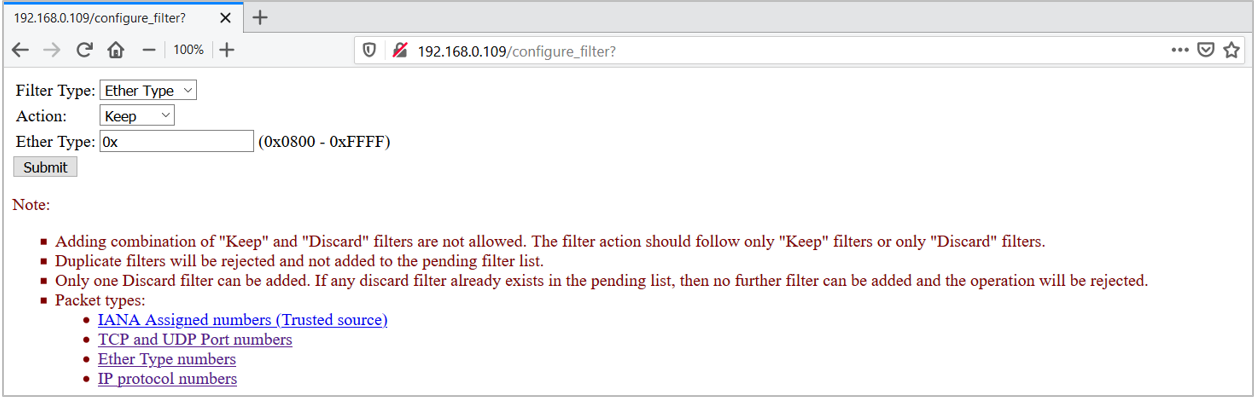 192.168.0.109/configure_filter?
100%
192.168.0.109/configure_filter?
Filter Type: Ether Type
Action: Keep
Ether Type: 0x (0x0800 - 0xFFFF)
Submit
Note:
Adding combination of "Keep" and "Discard" filters are not allowed. The filter action should follow only "Keep" filters or only "Discard" filters.
Duplicate filters will be rejected and not added to the pending filter list.
Only one Discard filter can be added. If any discard filter already exists in the pending list, then no further filter can be added and the operation will be rejected.
Packet types:
IANA Assigned numbers (Trusted source)
TCP and UDP Port numbers
Ether Type numbers
IP protocol numbers